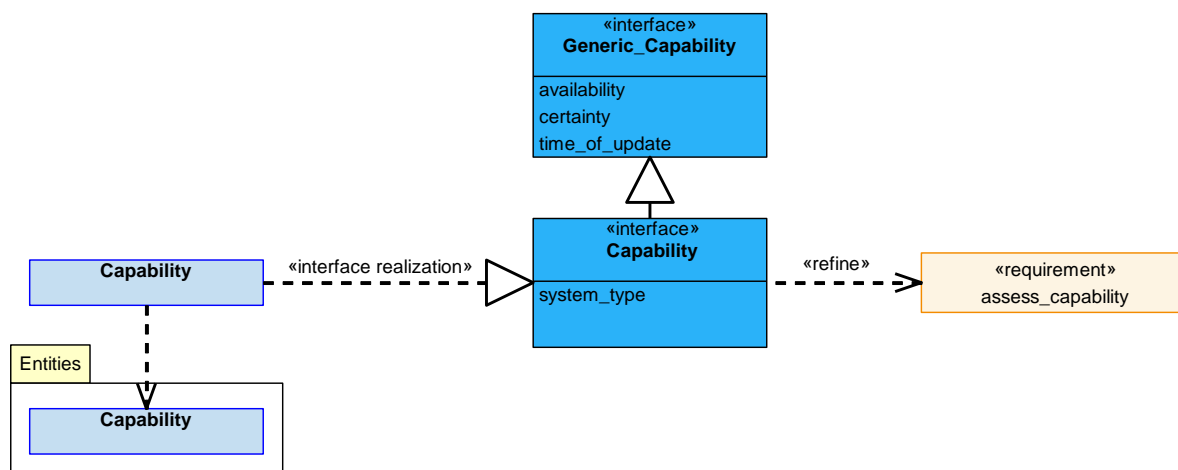 «interface»
Generic_Capability
availability
certainty
time_of_update
«interface»
Capability
system_type
Capability
«interface realization»
«refine»
«requirement»
assess_capability
Entities
Capability